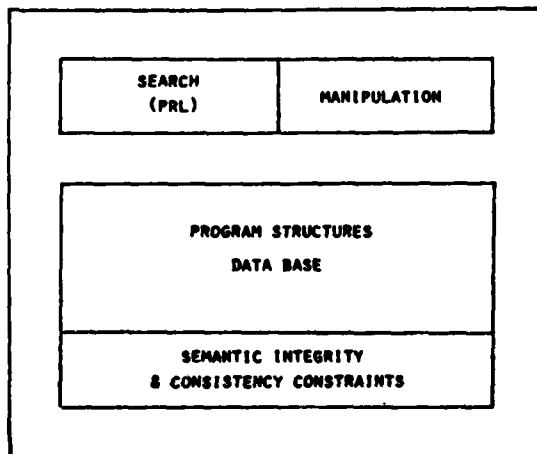 SEARCH
(PRL)
MANIPULATION
PROGRAM STRUCTURES
DATA BASE
SEMANTIC INTEGRITY
& CONSISTENCY CONSTRAINTS